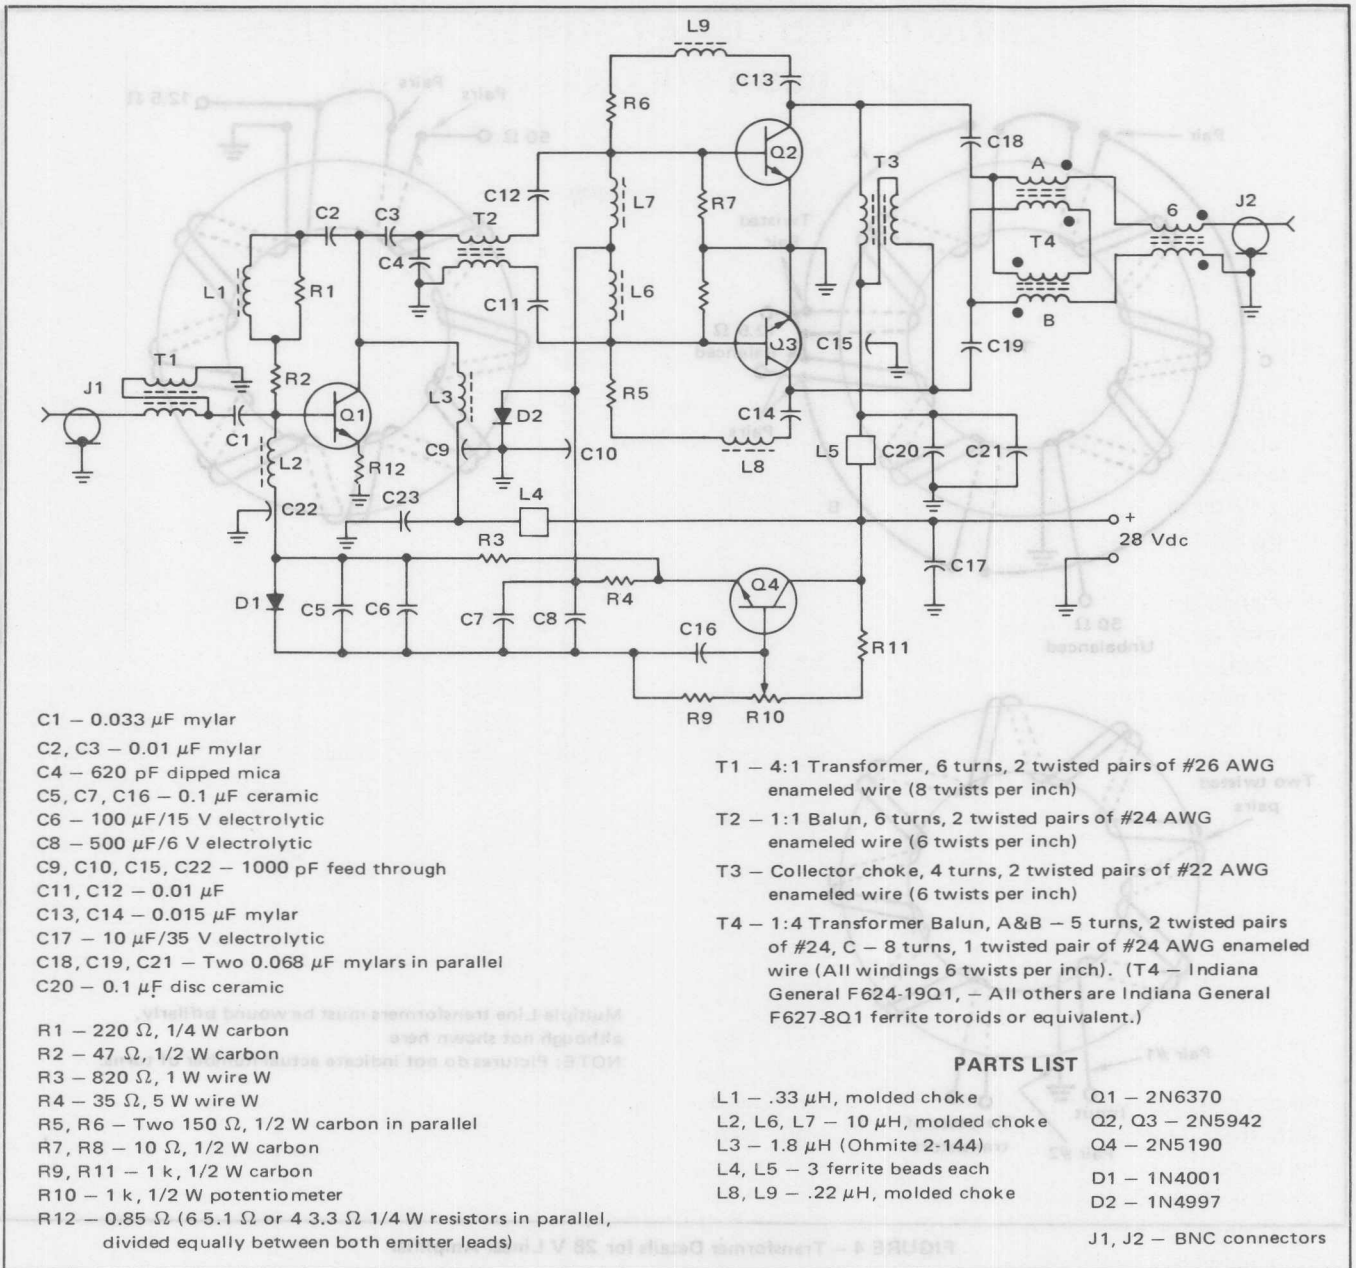 L9
C13
R6
Q2
C12
L7
R7
T3
C18
A
J2
6
T4
B
C2
C3
T2
C4
L1
R1
C11
L6
Q3
C15
C19
T1
J1
R2
C1
Q1
L3
D2
R5
C14
L8
L5
C20
C21
L2
R12
C9
C10
C22
C23
L4
+
28 Vdc
R3
C17
D1
C5
C6
C7
C8
R4
Q4
C16
R11
R9
R10
C1 – 0.033 μF mylar
C2, C3 – 0.01 μF mylar
C4 – 620 pF dipped mica
C5, C7, C16 – 0.1 μF ceramic
C6 – 100 μF/15 V electrolytic
C8 – 500 μF/6 V electrolytic
C9, C10, C15, C22 – 1000 pF feed through
C11, C12 – 0.01 μF
C13, C14 – 0.015 μF mylar
C17 – 10 μF/35 V electrolytic
C18, C19, C21 – Two 0.068 μF mylars in parallel
C20 – 0.1 μF disc ceramic
R1 – 220 Ω, 1/4 W carbon
R2 – 47 Ω, 1/2 W carbon
R3 – 820 Ω, 1 W wire W
R4 – 35 Ω, 5 W wire W
R5, R6 – Two 150 Ω, 1/2 W carbon in parallel
R7, R8 – 10 Ω, 1/2 W carbon
R9, R11 – 1 k, 1/2 W carbon
R10 – 1 k, 1/2 W potentiometer
R12 – 0.85 Ω (6 5.1 Ω or 4 3.3 Ω 1/4 W resistors in parallel,
divided equally between both emitter leads)
T1 – 4:1 Transformer, 6 turns, 2 twisted pairs of #26 AWG
enameled wire (8 twists per inch)
T2 – 1:1 Balun, 6 turns, 2 twisted pairs of #24 AWG
enameled wire (6 twists per inch)
T3 – Collector choke, 4 turns, 2 twisted pairs of #22 AWG
enameled wire (6 twists per inch)
T4 – 1:4 Transformer Balun, A&B – 5 turns, 2 twisted pairs
of #24, C – 8 turns, 1 twisted pair of #24 AWG enameled
wire (All windings 6 twists per inch). (T4 – Indiana
General F624-19Q1, – All others are Indiana General
F627-8Q1 ferrite toroids or equivalent.)
PARTS LIST
L1 – .33 μH, molded choke
L2, L6, L7 – 10 μH, molded choke
L3 – 1.8 μH (Ohmite 2-144)
L4, L5 – 3 ferrite beads each
L8, L9 – .22 μH, molded choke
Q1 – 2N6370
Q2, Q3 – 2N5942
Q4 – 2N5190
D1 – 1N4001
D2 – 1N4997
J1, J2 – BNC connectors